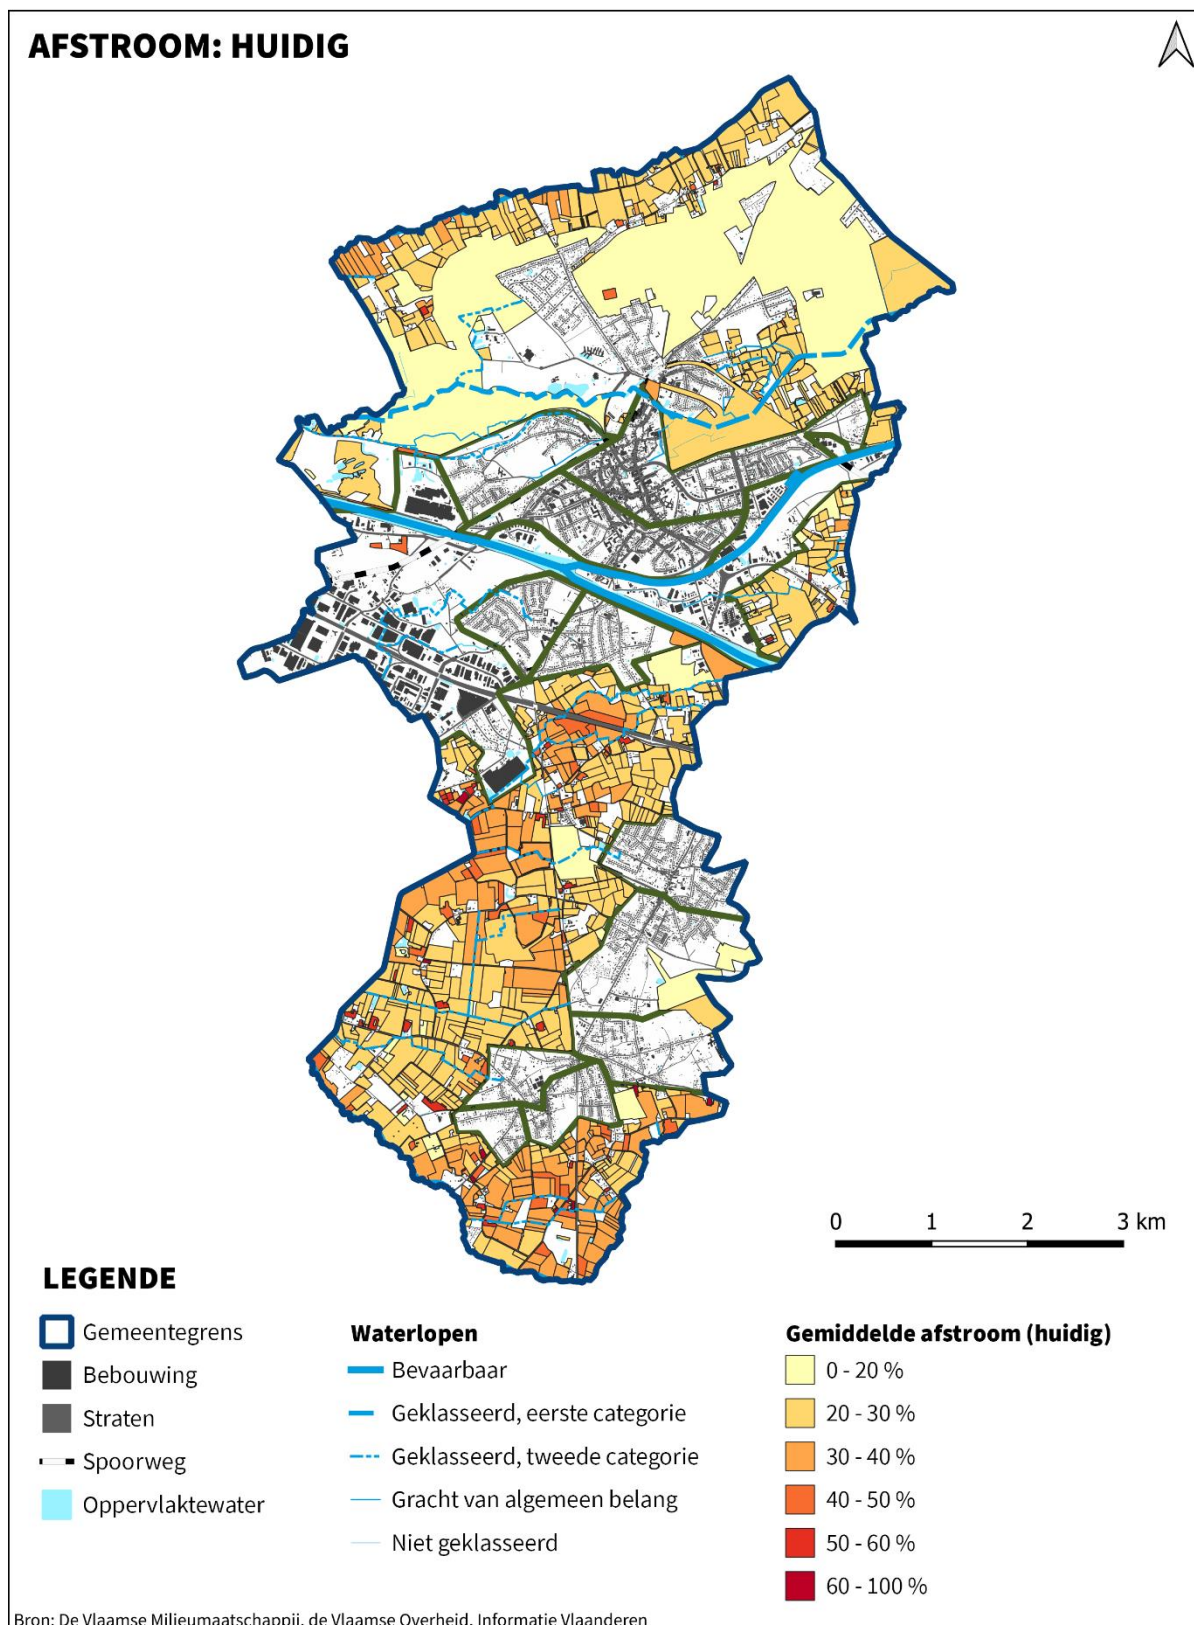 AFSTROOM: HUIDIG
0 1 2 3 km
LEGENDE
Gemeentegrens
Bebouwing
Straten
Spoorweg
Oppervlaktewater
Waterlopen
Bevaarbaar
Geklasseerd, eerste categorie
Geklasseerd, tweede categorie
Gracht van algemeen belang
Niet geklasseerd
Gemiddelde afstroom (huidig)
0 - 20 %
20 - 30 %
30 - 40 %
40 - 50 %
50 - 60 %
60 - 100 %
Bron: De Vlaamse Milieumaatschappij, de Vlaamse Overheid, Informatie Vlaanderen